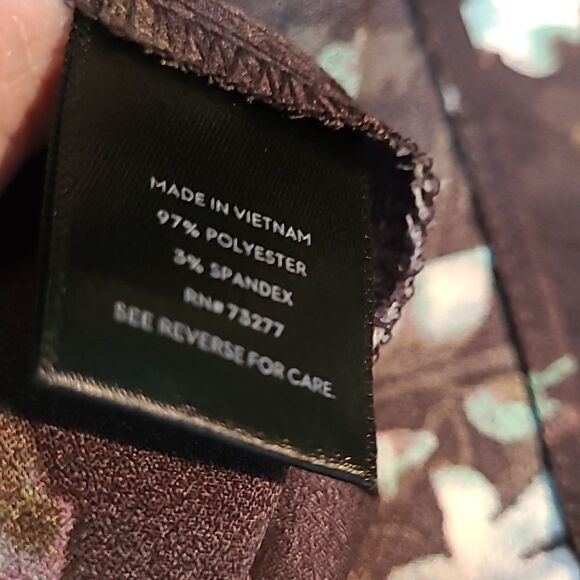 MADE IN VIETNAM
97% POLYESTER
3% SPANDEX
RN# 73277
SEE REVERSE FOR CARE.